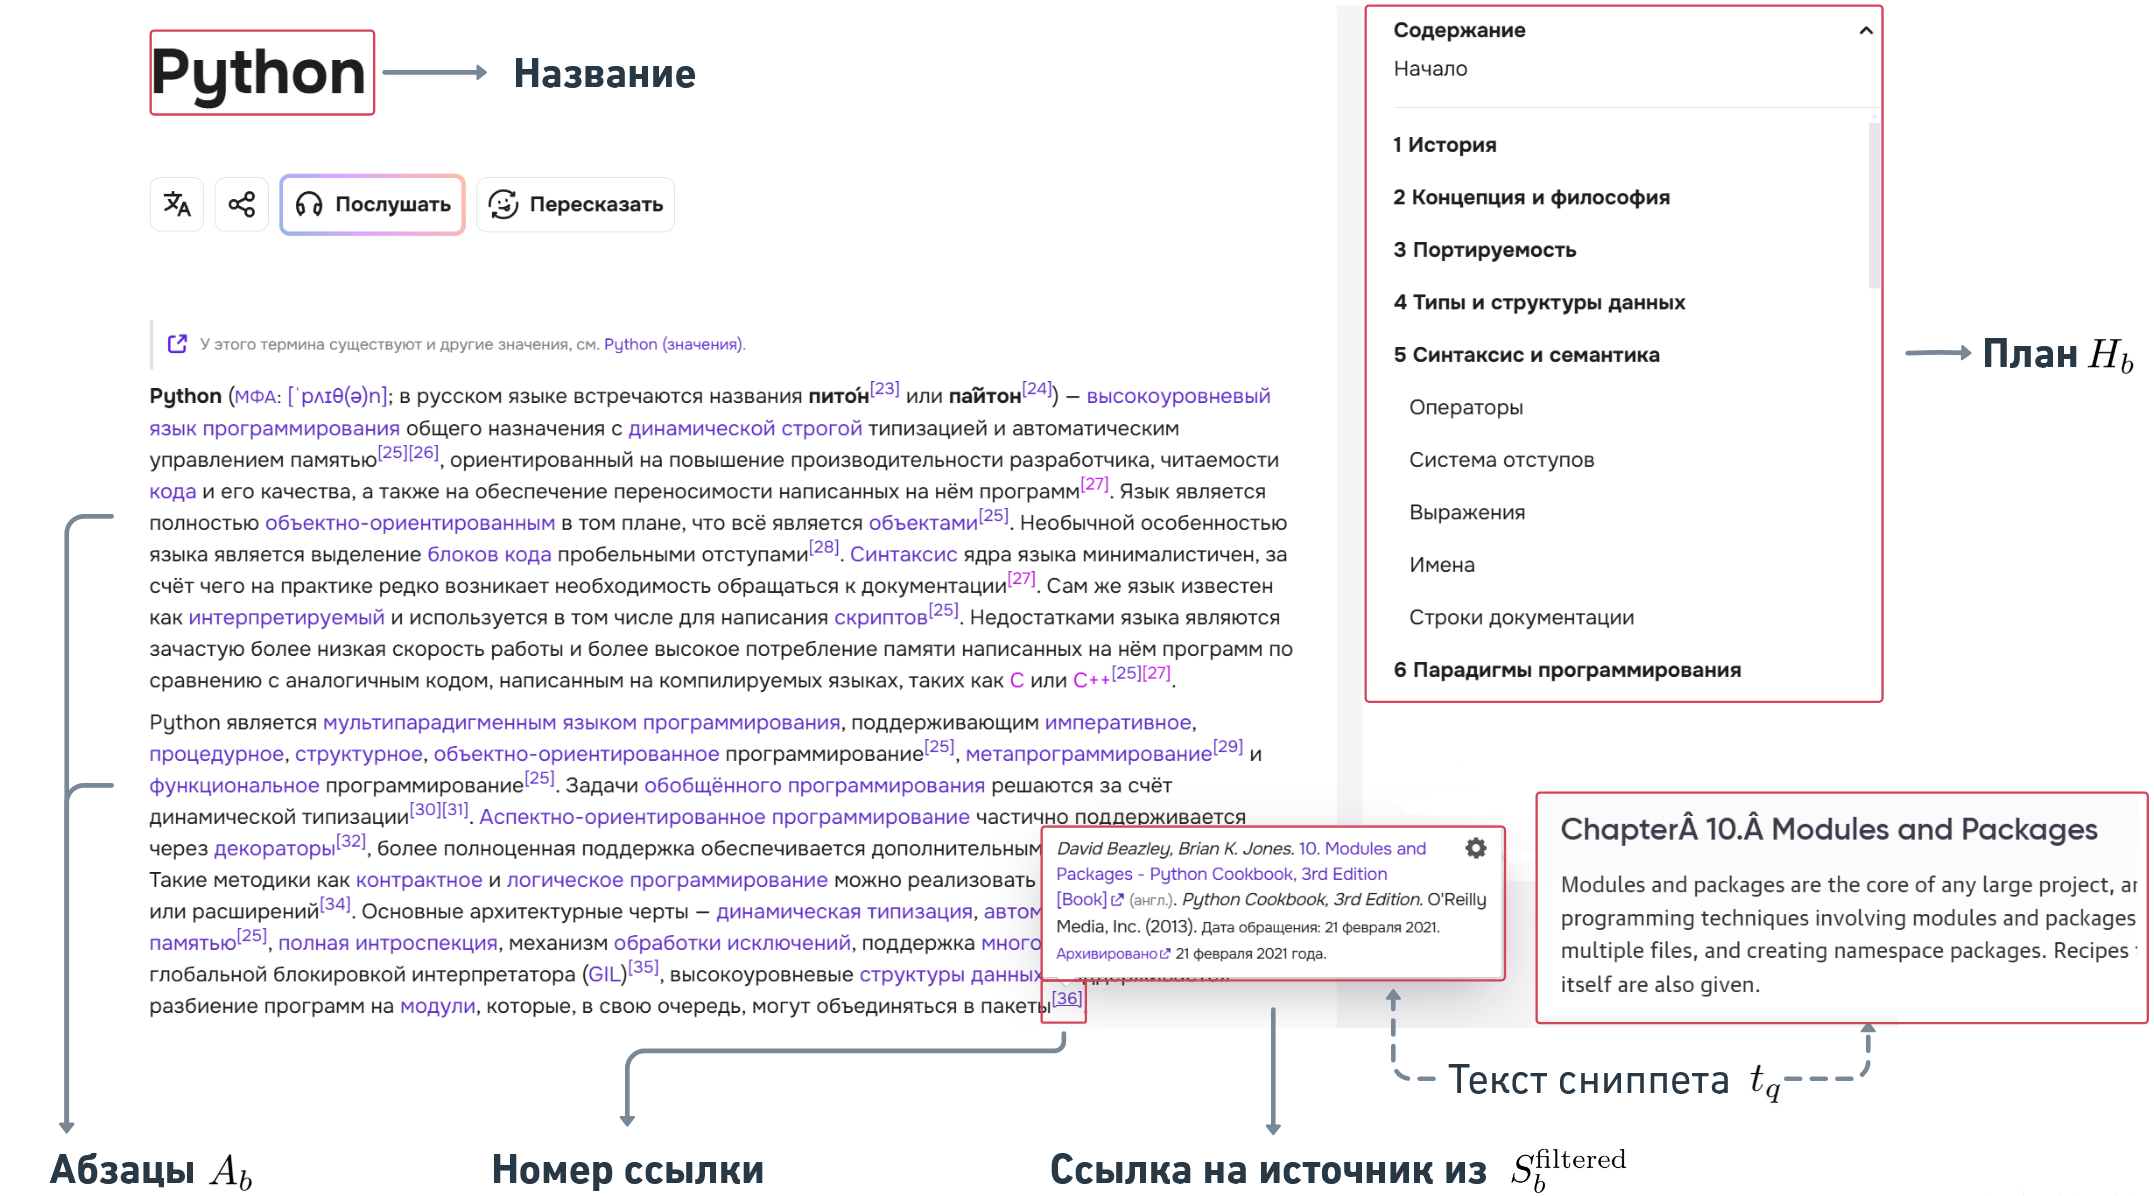 Python
Название
Послушать
Пересказать
У этого термина существуют и другие значения, см. Python (значения).
Python (МФА: [ˈpʌɪθ(ə)n]; в русском языке встречаются названия пито́н[23] или па́йтон[24]) — высокоуровневый
язык программирования общего назначения с динамической строгой типизацией и автоматическим
управлением памятью[25][26], ориентированный на повышение производительности разработчика, читаемости
кода и его качества, а также на обеспечение переносимости написанных на нём программ[27]. Язык является
полностью объектно-ориентированным в том плане, что всё является объектами[25]. Необычной особенностью
языка является выделение блоков кода пробельными отступами[28]. Синтаксис ядра языка минималистичен, за
счёт чего на практике редко возникает необходимость обращаться к документации[27]. Сам же язык известен
как интерпретируемый и используется в том числе для написания скриптов[25]. Недостатками языка являются
зачастую более низкая скорость работы и более высокое потребление памяти написанных на нём программ по
сравнению с аналогичным кодом, написанным на компилируемых языках, таких как C или C++[25][27].
Python является мультипарадигменным языком программирования, поддерживающим императивное,
процедурное, структурное, объектно-ориентированное программирование[25], метапрограммирование[29] и
функциональное программирование[25]. Задачи обобщённого программирования решаются за счёт
динамической типизации[30][31]. Аспектно-ориентированное программирование частично поддерживается
через декораторы[32], более полноценная поддержка обеспечивается дополнительным
Такие методики как контрактное и логическое программирование можно реализовать
или расширений[34]. Основные архитектурные черты — динамическая типизация, автом
памятью[25], полная интроспекция, механизм обработки исключений, поддержка много
глобальной блокировкой интерпретатора (GIL)[35], высокоуровневые структуры данных
разбиение программ на модули, которые, в свою очередь, могут объединяться в пакеты[36]
David Beazley, Brian K. Jones. 10. Modules and
Packages - Python Cookbook, 3rd Edition
[Book] (англ.). Python Cookbook, 3rd Edition. O'Reilly
Media, Inc. (2013). Дата обращения: 21 февраля 2021.
Архивировано 21 февраля 2021 года.
Содержание
Начало
1 История
2 Концепция и философия
3 Портируемость
4 Типы и структуры данных
5 Синтаксис и семантика
Операторы
Система отступов
Выражения
Имена
Строки документации
6 Парадигмы программирования
План H_b
ChapterÂ 10.Â Modules and Packages
Modules and packages are the core of any large project, ar
programming techniques involving modules and packages
multiple files, and creating namespace packages. Recipes
itself are also given.
Текст сниппета t_q
Абзацы A_b
Номер ссылки
Ссылка на источник из S_b^filtered